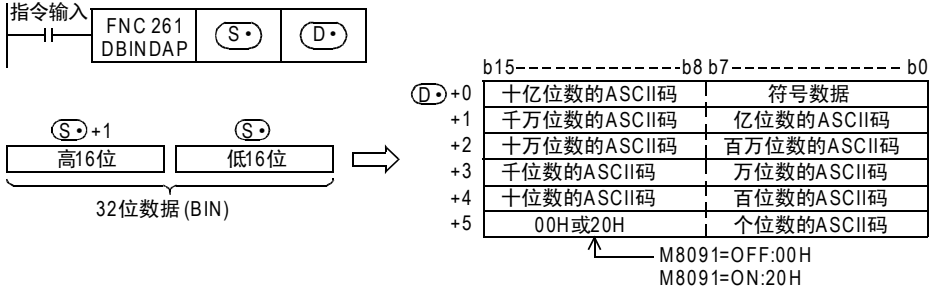 指令输入
FNC 261
DBINDAP
S·
D·
b15---------------b8 b7--------------- b0
D· +0 十亿位数的ASCII码 符号数据
+1 千万位数的ASCII码 亿位数的ASCII码
+2 十万位数的ASCII码 百万位数的ASCII码
+3 千位数的ASCII码 万位数的ASCII码
+4 十位数的ASCII码 百位数的ASCII码
+5 00H或20H 个位数的ASCII码
S· +1 S·
高16位 低16位
32位数据(BIN)
M8091=OFF:00H
M8091=ON:20H